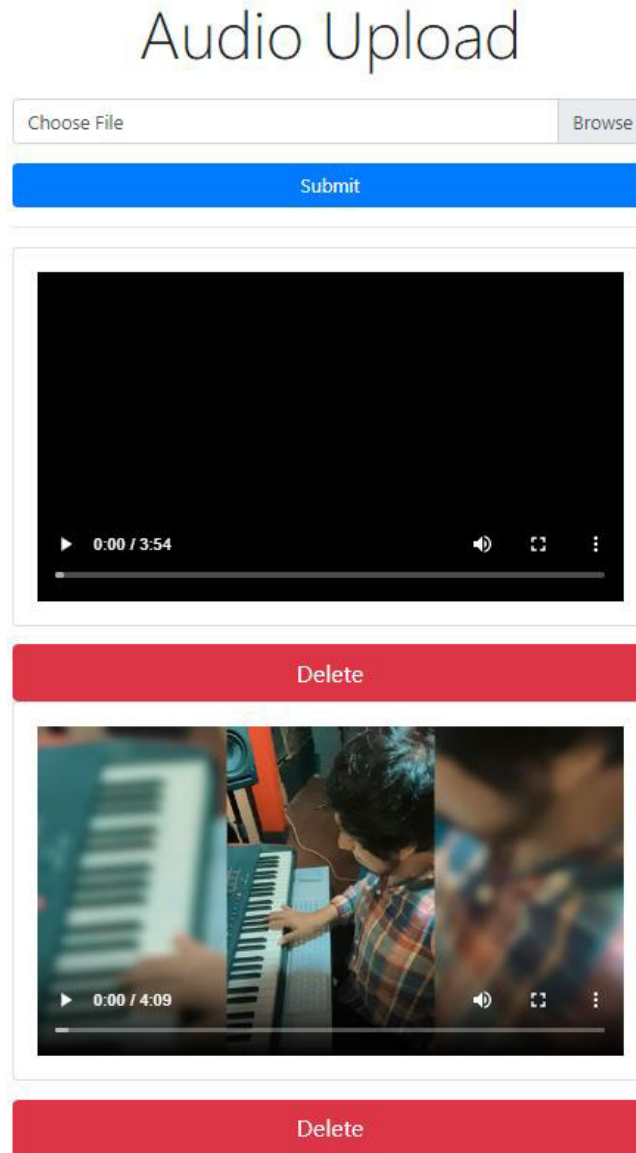 Audio Upload
Choose File Browse
Submit
0:00 / 3:54
Delete
0:00 / 4:09
Delete